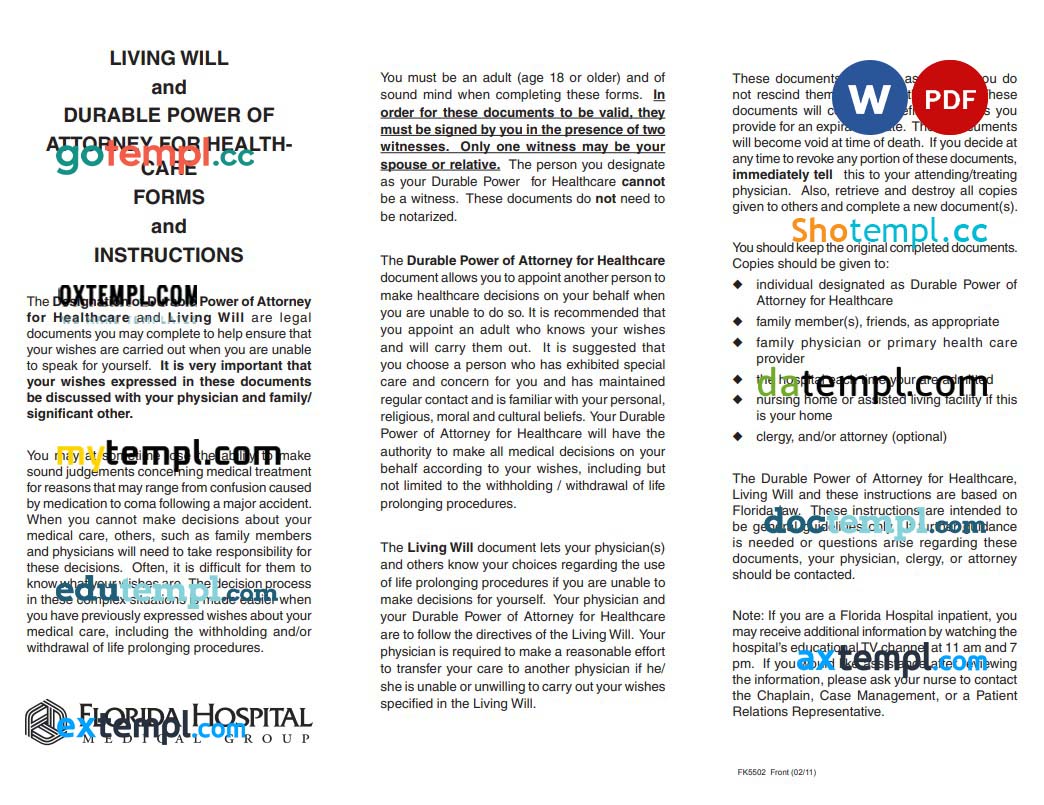 LIVING WILL
and
DURABLE POWER OF
ATTORNEY FOR HEALTH-
CARE
FORMS
and
INSTRUCTIONS
gotempl.cc
OXTEMPL.COM
The Designation of Durable Power of Attorney
for Healthcare and Living Will are legal
documents you may complete to help ensure that
your wishes are carried out when you are unable
to speak for yourself. It is very important that
your wishes expressed in these documents
be discussed with your physician and family/
significant other.
mytempl.com
You may at sometime lose the ability to make
sound judgements concerning medical treatment
for reasons that may range from confusion caused
by medication to coma following a major accident.
When you cannot make decisions about your
medical care, others, such as family members
and physicians will need to take responsibility for
these decisions. Often, it is difficult for them to
know what your wishes are. The decision process
in these complex situations is made easier when
you have previously expressed wishes about your
medical care, including the withholding and/or
withdrawal of life prolonging procedures.
edutempl.com
FLORIDA HOSPITAL
MEDICAL GROUP
extempl.com
You must be an adult (age 18 or older) and of
sound mind when completing these forms. In
order for these documents to be valid, they
must be signed by you in the presence of two
witnesses. Only one witness may be your
spouse or relative. The person you designate
as your Durable Power for Healthcare cannot
be a witness. These documents do not need to
be notarized.
The Durable Power of Attorney for Healthcare
document allows you to appoint another person to
make healthcare decisions on your behalf when
you are unable to do so. It is recommended that
you appoint an adult who knows your wishes
and will carry them out. It is suggested that
you choose a person who has exhibited special
care and concern for you and has maintained
regular contact and is familiar with your personal,
religious, moral and cultural beliefs. Your Durable
Power of Attorney for Healthcare will have the
authority to make all medical decisions on your
behalf according to your wishes, including but
not limited to the withholding / withdrawal of life
prolonging procedures.
The Living Will document lets your physician(s)
and others know your choices regarding the use
of life prolonging procedures if you are unable to
make decisions for yourself. Your physician and
your Durable Power of Attorney for Healthcare
are to follow the directives of the Living Will. Your
physician is required to make a reasonable effort
to transfer your care to another physician if he/
she is unable or unwilling to carry out your wishes
specified in the Living Will.
W PDF
These documents as you do
not rescind them These
documents will you
provide for an documents
will become void at time of death. If you decide at
any time to revoke any portion of these documents,
immediately tell this to your attending/treating
physician. Also, retrieve and destroy all copies
given to others and complete a new document(s).
Shotempl.cc
You should keep the original completed documents.
Copies should be given to:
◆ individual designated as Durable Power of
Attorney for Healthcare
◆ family member(s), friends, as appropriate
◆ family physician or primary health care
provider
◆ the hospital each time your are admitted
◆ nursing home or assisted living facility if this
is your home
◆ clergy, and/or attorney (optional)
datempl.com
The Durable Power of Attorney for Healthcare,
Living Will and these instructions are based on
Florida law. These instructions are intended to
be general guidelines only. If further guidance
is needed or questions arise regarding these
documents, your physician, clergy, or attorney
should be contacted.
doctempl.com
Note: If you are a Florida Hospital inpatient, you
may receive additional information by watching the
hospital's educational TV channel at 11 am and 7
pm. If you would like assistance after reviewing
the information, please ask your nurse to contact
the Chaplain, Case Management, or a Patient
Relations Representative.
axtempl.com
FK5502 Front (02/11)